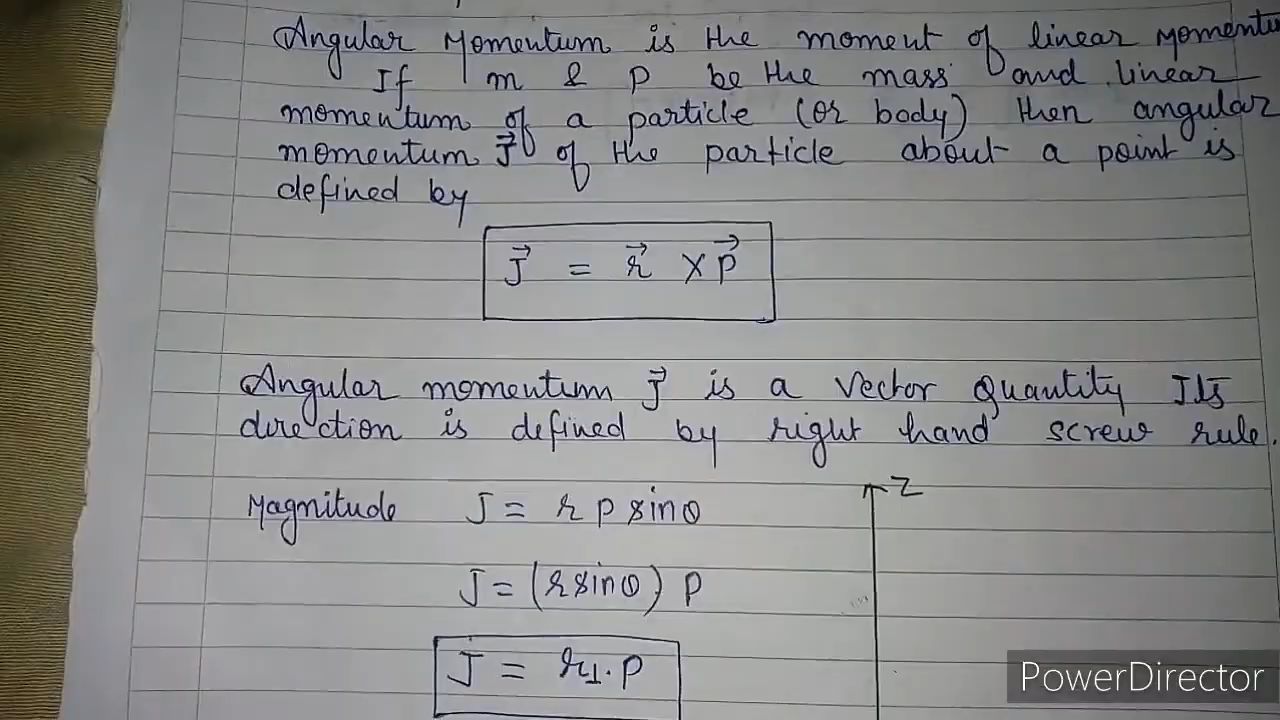 Angular Momentum is the moment of linear Momentu
If m & p be the mass and linear
momentum of a particle (or body) then angular
momentum J⃗ of the particle about a point is
defined by
J⃗ = r⃗ × p⃗
Angular momentum J⃗ is a vector Quantity Its
direction is defined by right hand screw rule.
Magnitude J = r p sinθ
z
J = (r sinθ) p
J = r⊥ . p
PowerDirector